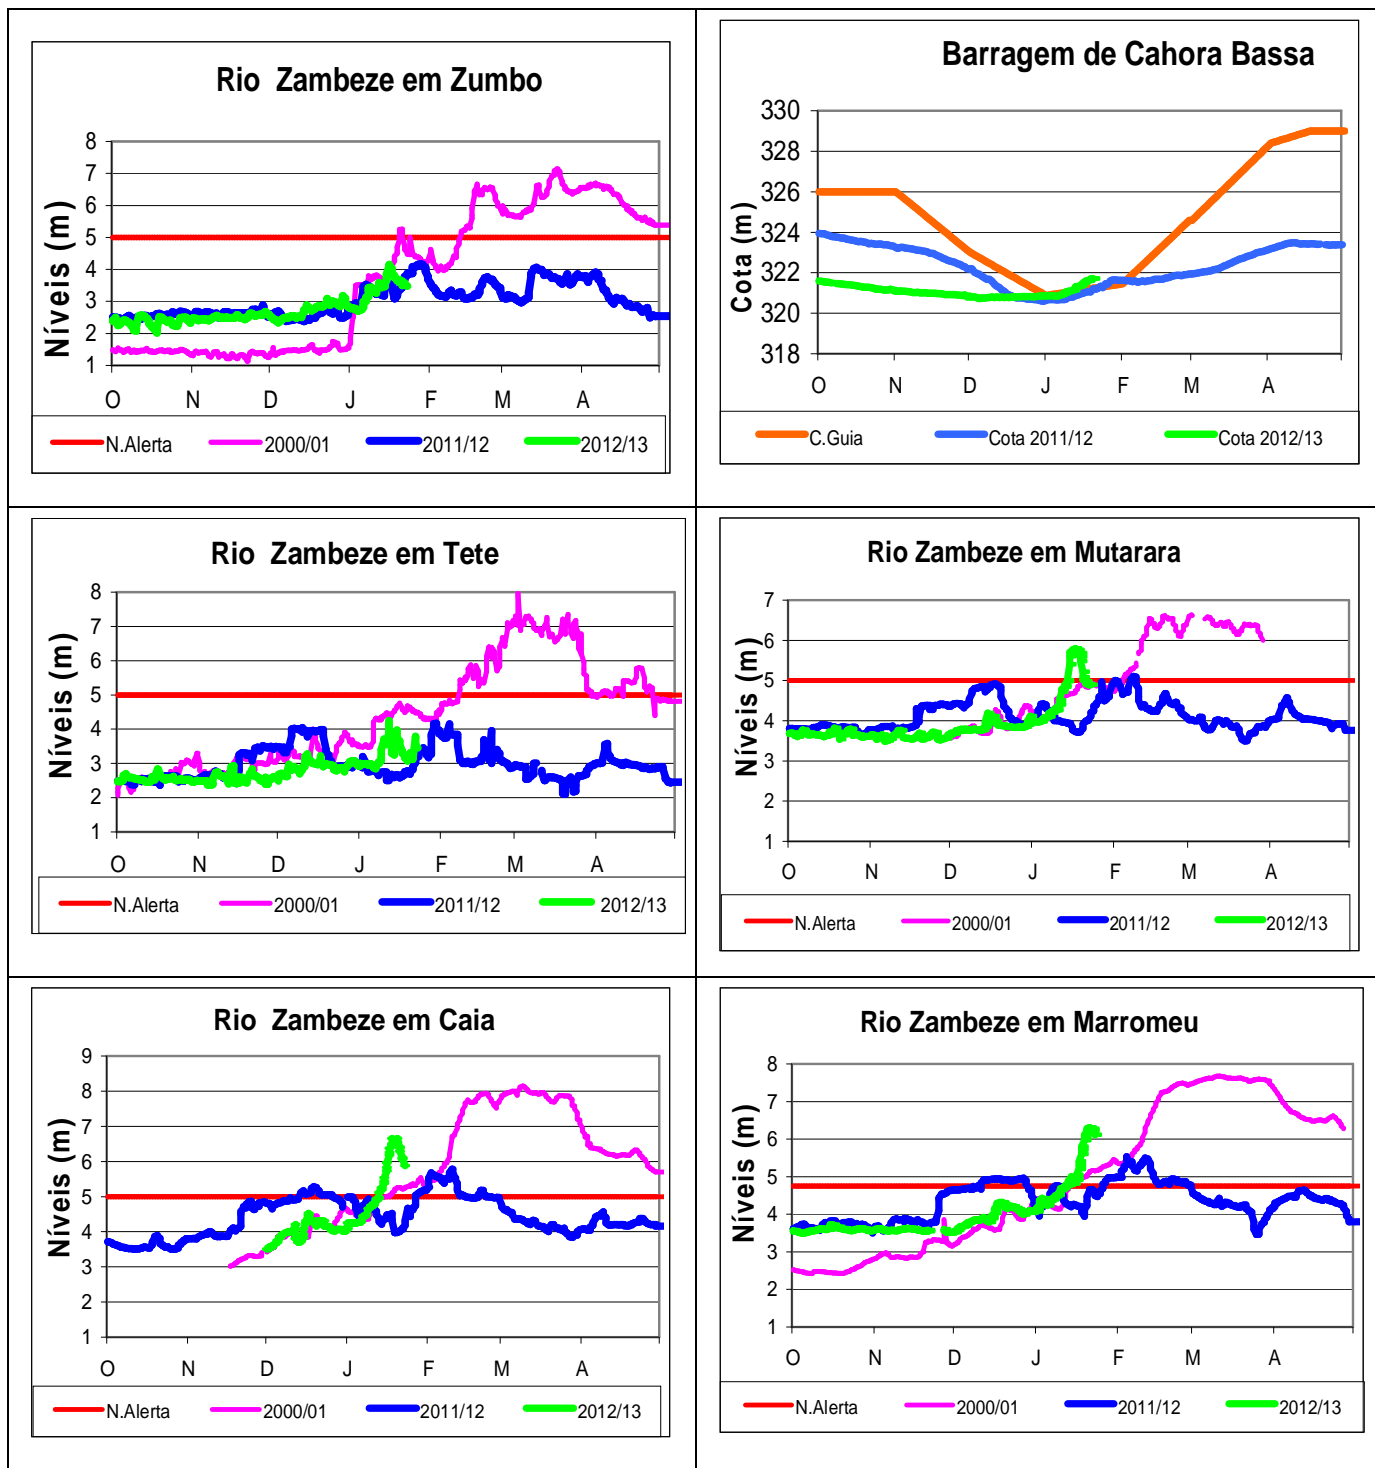 Rio Zambeze em Zumbo
Níveis (m)
8
7
6
5
4
3
2
1
O N D J F M A
N.Alerta 2000/01 2011/12 2012/13
Barragem de Cahora Bassa
Cota (m)
330
328
326
324
322
320
318
O N D J F M A
C.Guia Cota 2011/12 Cota 2012/13
Rio Zambeze em Tete
Níveis (m)
8
7
6
5
4
3
2
1
O N D J F M A
N.Alerta 2000/01 2011/12 2012/13
Rio Zambeze em Mutarara
Níveis (m)
7
6
5
4
3
2
1
O N D J F M A
N.Alerta 2000/01 2011/12 2012/13
Rio Zambeze em Caia
Níveis (m)
9
8
7
6
5
4
3
2
1
O N D J F M A
N.Alerta 2000/01 2011/12 2012/13
Rio Zambeze em Marromeu
Níveis (m)
8
7
6
5
4
3
2
1
O N D J F M A
N.Alerta 2000/01 2011/12 2012/13